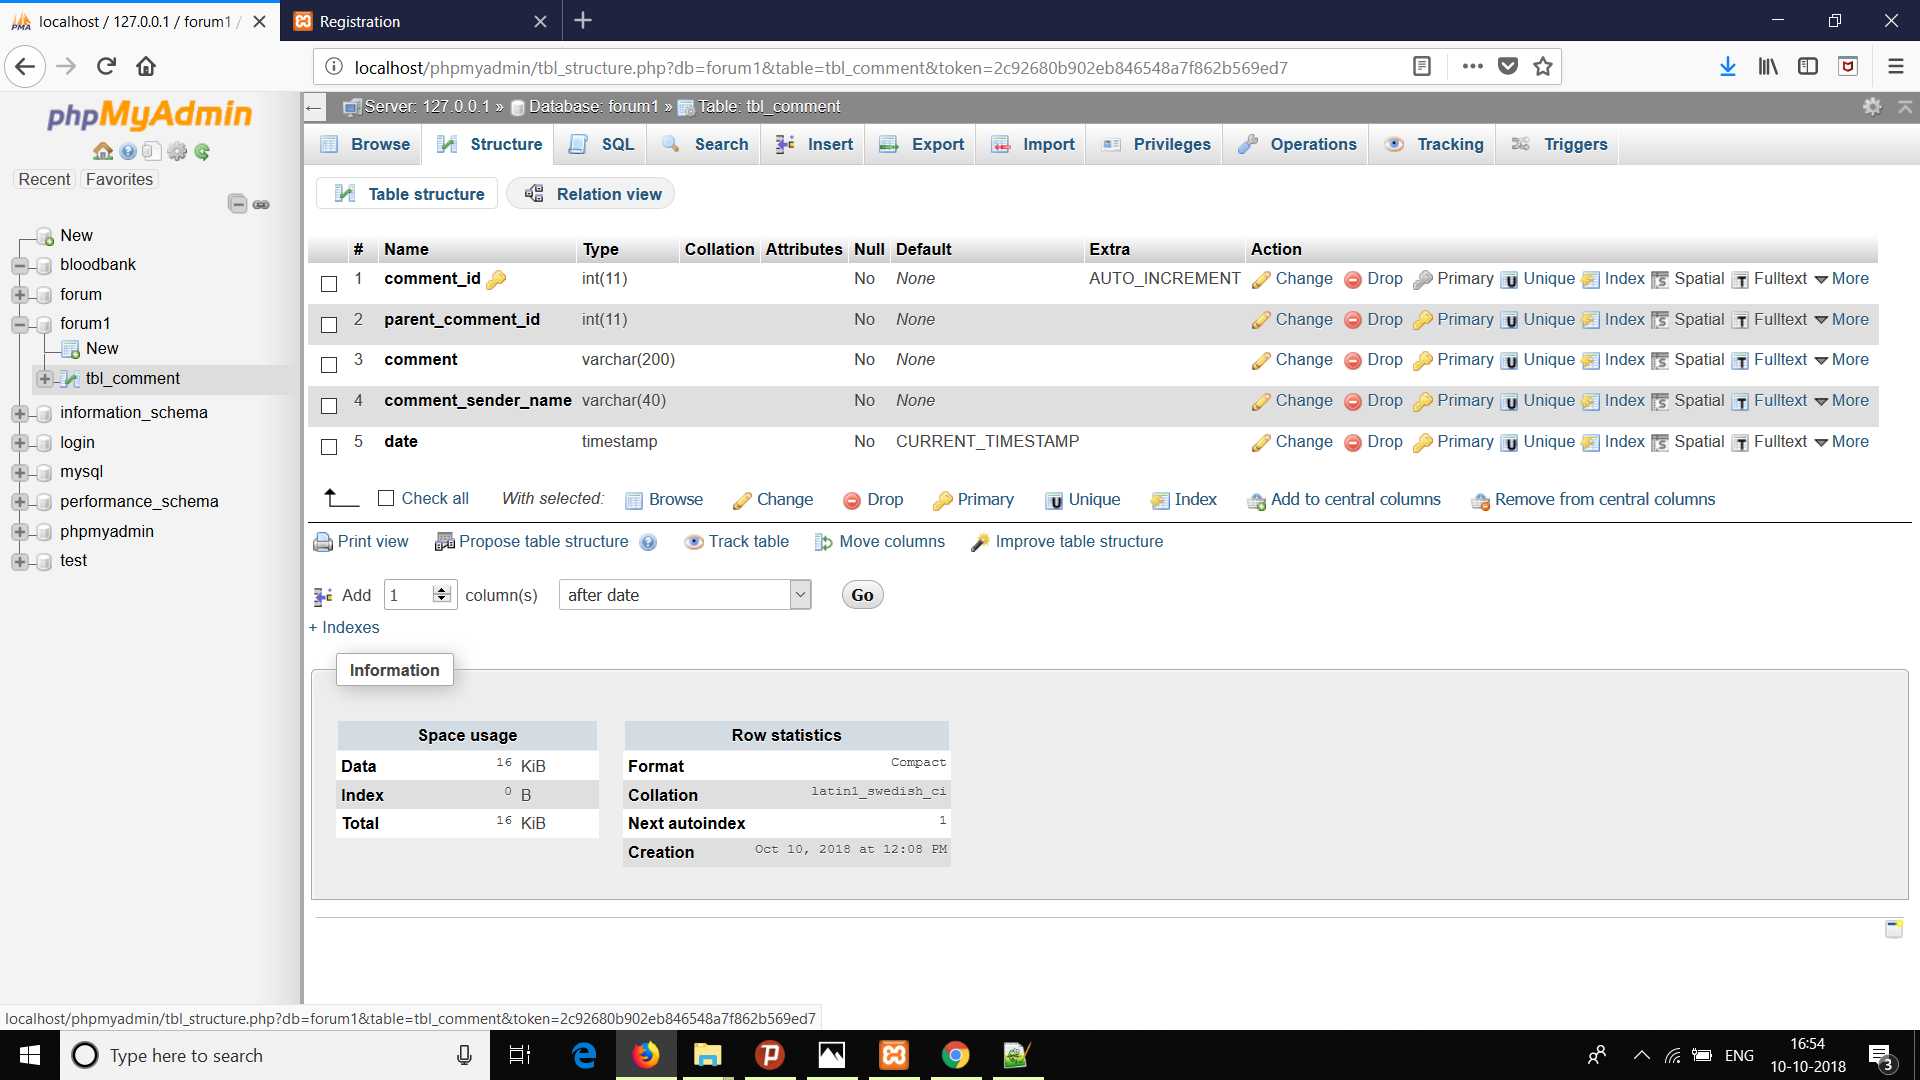 localhost / 127.0.0.1 / forum1 /
Registration
localhost/phpmyadmin/tbl_structure.php?db=forum1&table=tbl_comment&token=2c92680b902eb846548a7f862b569ed7
phpMyAdmin
Recent Favorites
New
bloodbank
forum
forum1
New
tbl_comment
information_schema
login
mysql
performance_schema
phpmyadmin
test
Server: 127.0.0.1 » Database: forum1 » Table: tbl_comment
Browse Structure SQL Search Insert Export Import Privileges Operations Tracking Triggers
Table structure Relation view
# Name Type Collation Attributes Null Default Extra Action
1 comment_id int(11) No None AUTO_INCREMENT Change Drop Primary Unique Index Spatial Fulltext More
2 parent_comment_id int(11) No None Change Drop Primary Unique Index Spatial Fulltext More
3 comment varchar(200) No None Change Drop Primary Unique Index Spatial Fulltext More
4 comment_sender_name varchar(40) No None Change Drop Primary Unique Index Spatial Fulltext More
5 date timestamp No CURRENT_TIMESTAMP Change Drop Primary Unique Index Spatial Fulltext More
Check all With selected: Browse Change Drop Primary Unique Index Add to central columns Remove from central columns
Print view Propose table structure Track table Move columns Improve table structure
Add 1 column(s) after date Go
+ Indexes
Information
Space usage
Data 16 KiB
Index 0 B
Total 16 KiB
Row statistics
Format Compact
Collation latin1_swedish_ci
Next autoindex 1
Creation Oct 10, 2018 at 12:08 PM
localhost/phpmyadmin/tbl_structure.php?db=forum1&table=tbl_comment&token=2c92680b902eb846548a7f862b569ed7
Type here to search
ENG
16:54
10-10-2018
3